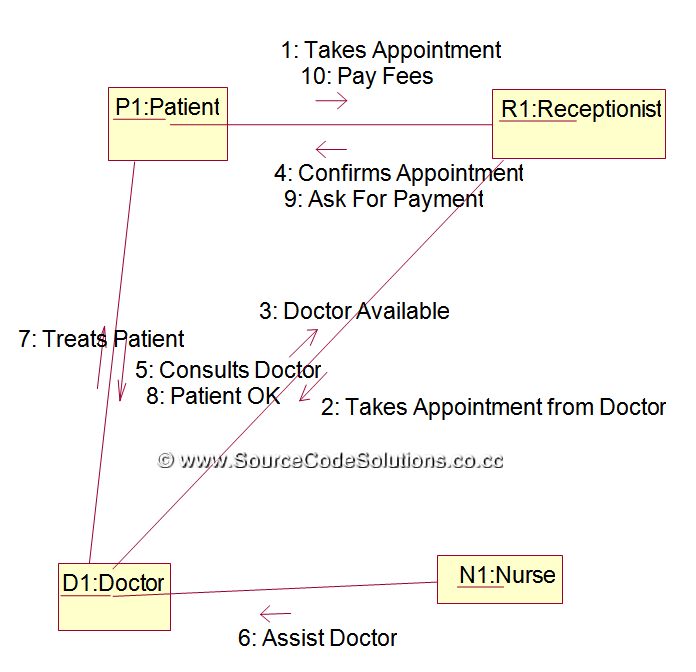 1: Takes Appointment
10: Pay Fees
P1:Patient
R1:Receptionist
4: Confirms Appointment
9: Ask For Payment
3: Doctor Available
7: Treats Patient
5: Consults Doctor
8: Patient OK
2: Takes Appointment from Doctor
© www.SourceCodeSolutions.co.cc
D1:Doctor
N1:Nurse
6: Assist Doctor